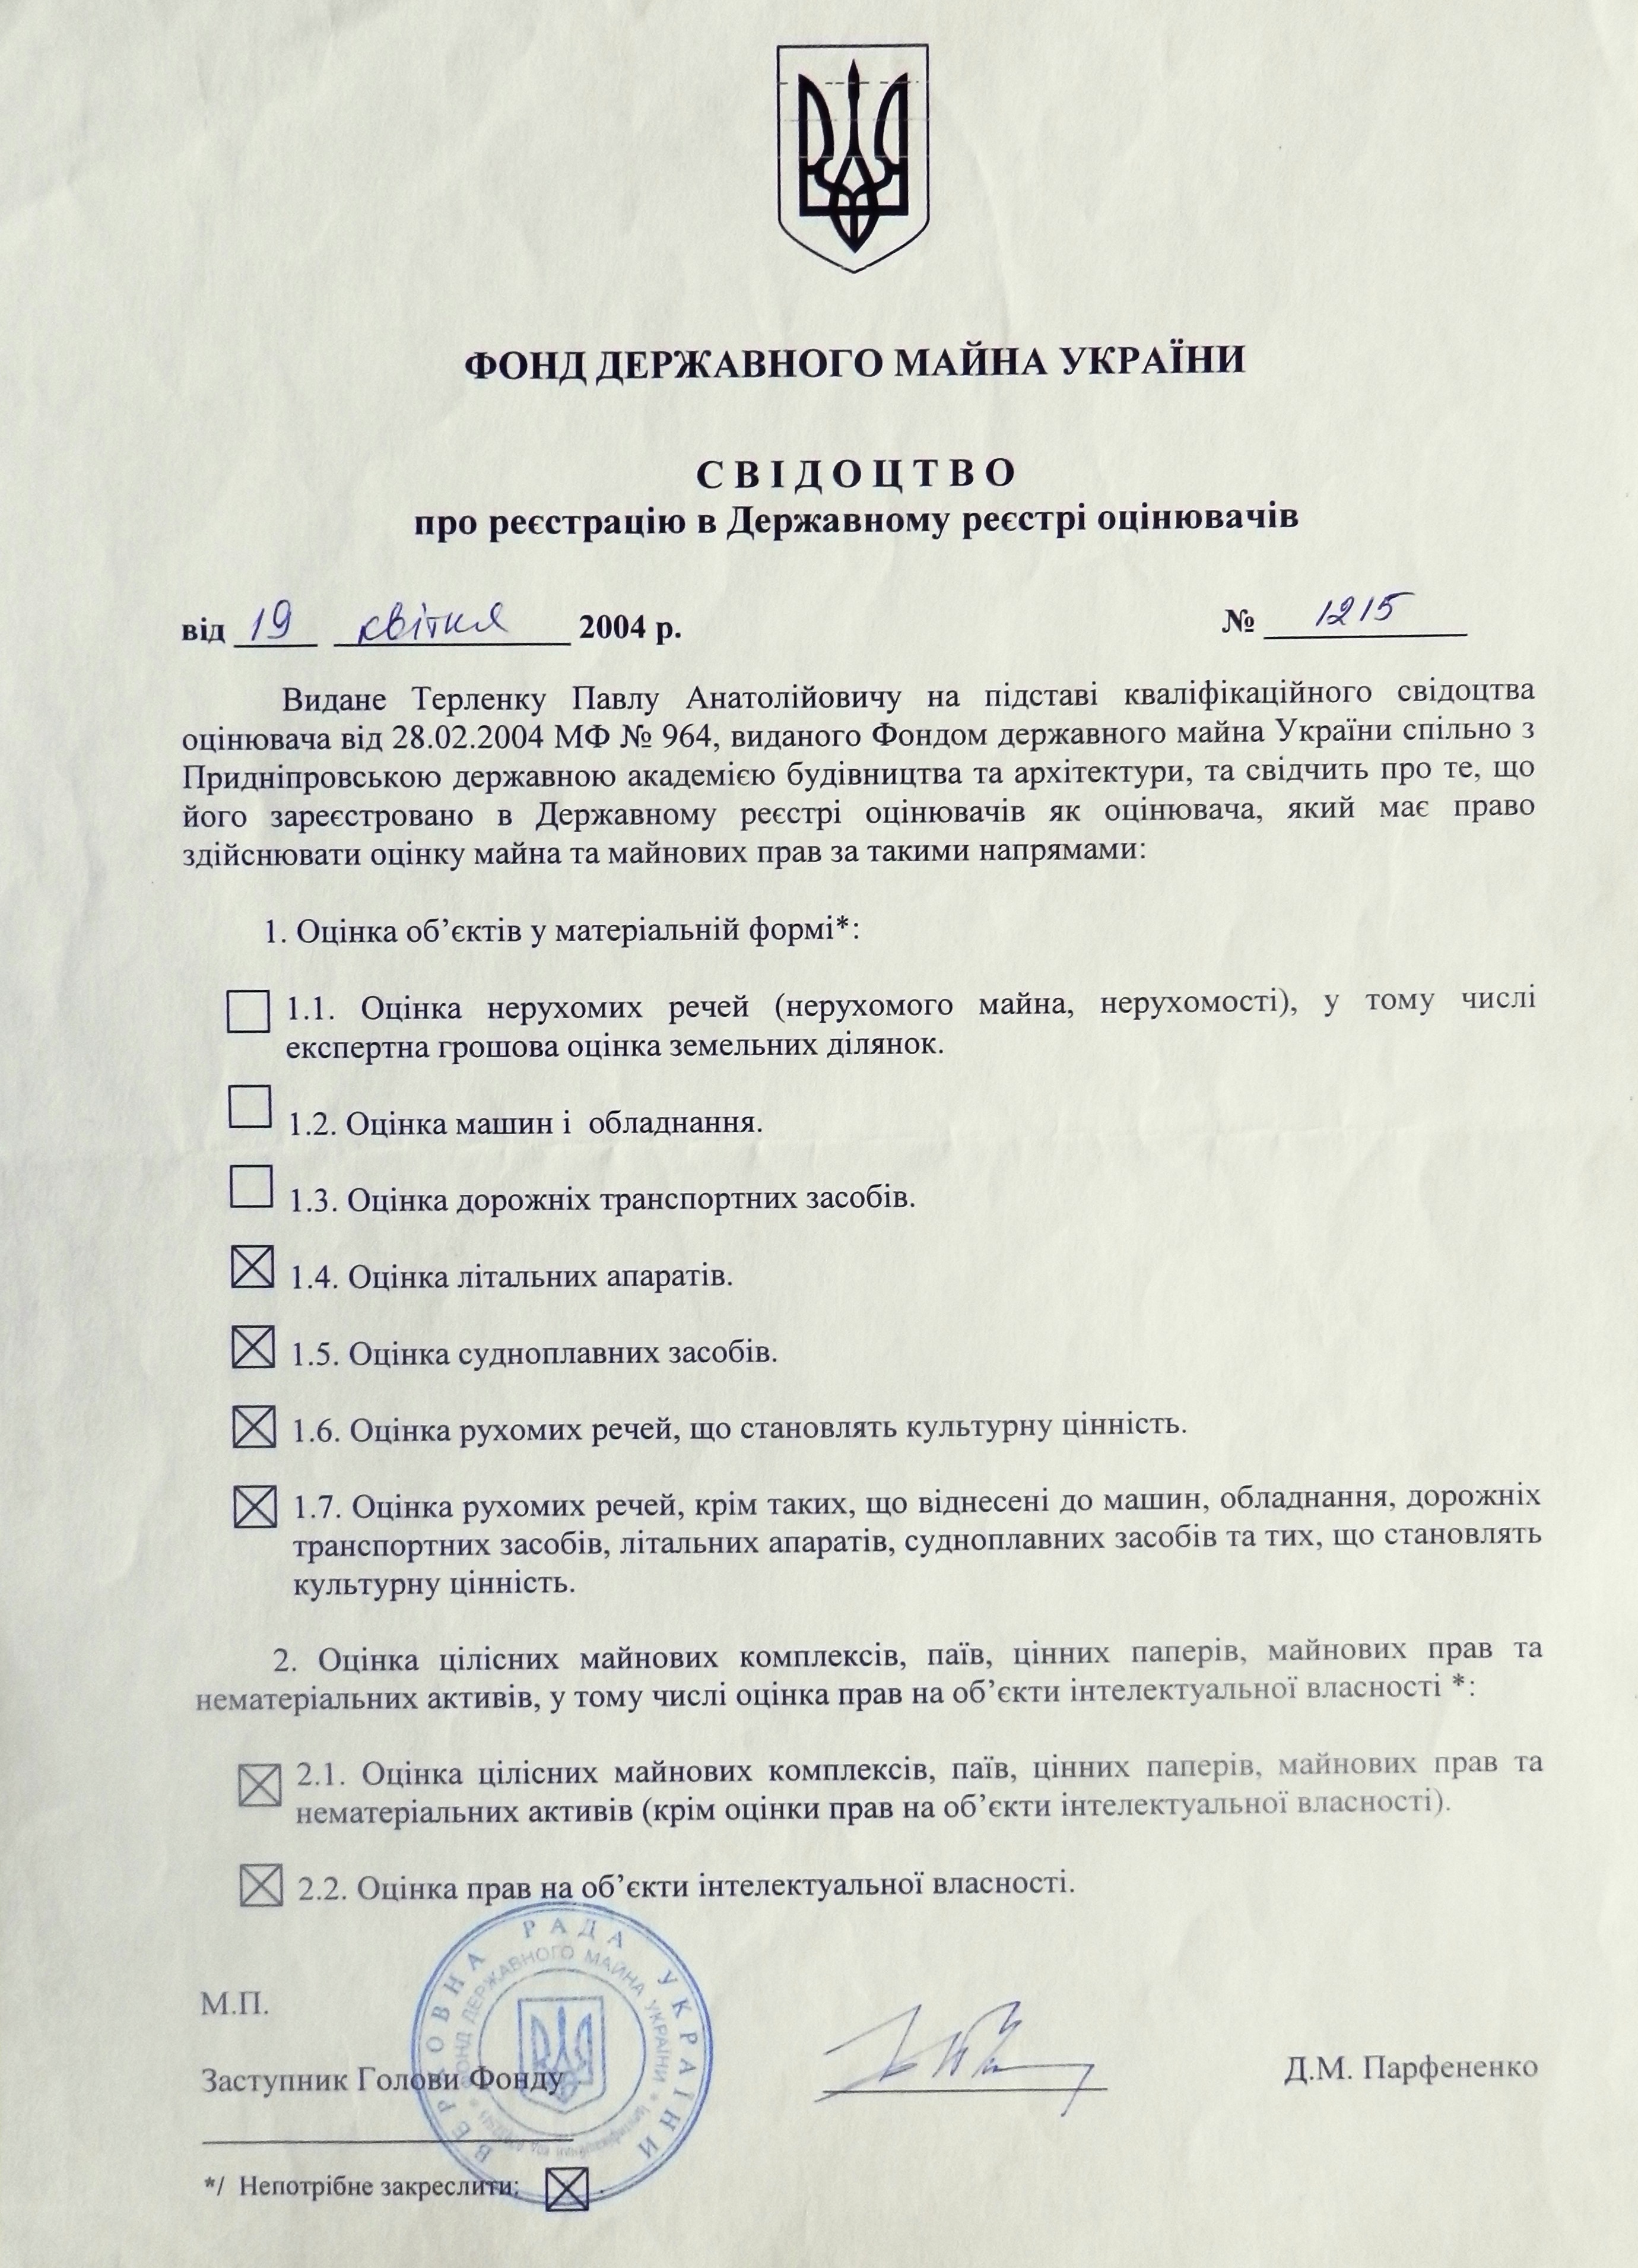 ФОНД ДЕРЖАВНОГО МАЙНА УКРАЇНИ
СВІДОЦТВО
про реєстрацію в Державному реєстрі оцінювачів
від 19 квітня 2004 р. № 1215
Видане Терленку Павлу Анатолійовичу на підставі кваліфікаційного свідоцтва
оцінювача від 28.02.2004 МФ № 964, виданого Фондом державного майна України спільно з
Придніпровською державною академією будівництва та архітектури, та свідчить про те, що
його зареєстровано в Державному реєстрі оцінювачів як оцінювача, який має право
здійснювати оцінку майна та майнових прав за такими напрямами:
1. Оцінка об’єктів у матеріальній формі*:
1.1. Оцінка нерухомих речей (нерухомого майна, нерухомості), у тому числі
експертна грошова оцінка земельних ділянок.
1.2. Оцінка машин і обладнання.
1.3. Оцінка дорожніх транспортних засобів.
1.4. Оцінка літальних апаратів.
1.5. Оцінка судноплавних засобів.
1.6. Оцінка рухомих речей, що становлять культурну цінність.
1.7. Оцінка рухомих речей, крім таких, що віднесені до машин, обладнання, дорожніх
транспортних засобів, літальних апаратів, судноплавних засобів та тих, що становлять
культурну цінність.
2. Оцінка цілісних майнових комплексів, паїв, цінних паперів, майнових прав та
нематеріальних активів, у тому числі оцінка прав на об’єкти інтелектуальної власності *:
2.1. Оцінка цілісних майнових комплексів, паїв, цінних паперів, майнових прав та
нематеріальних активів (крім оцінки прав на об’єкти інтелектуальної власності).
2.2. Оцінка прав на об’єкти інтелектуальної власності.
ВЕРХОВНА РАДА УКРАЇНИ
ФОНД ДЕРЖАВНОГО МАЙНА УКРАЇНИ
М.П.
Заступник Голови Фонду Д.М. Парфененко
*/ Непотрібне закреслити: